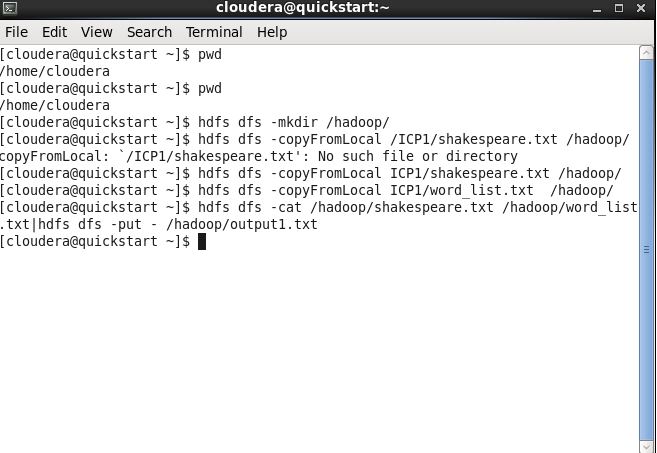 cloudera@quickstart:~
File Edit View Search Terminal Help
[cloudera@quickstart ~]$ pwd
/home/cloudera
[cloudera@quickstart ~]$ pwd
/home/cloudera
[cloudera@quickstart ~]$ hdfs dfs -mkdir /hadoop/
[cloudera@quickstart ~]$ hdfs dfs -copyFromLocal /ICP1/shakespeare.txt /hadoop/
copyFromLocal: `/ICP1/shakespeare.txt': No such file or directory
[cloudera@quickstart ~]$ hdfs dfs -copyFromLocal ICP1/shakespeare.txt /hadoop/
[cloudera@quickstart ~]$ hdfs dfs -copyFromLocal ICP1/word_list.txt  /hadoop/
[cloudera@quickstart ~]$ hdfs dfs -cat /hadoop/shakespeare.txt /hadoop/word_list
.txt|hdfs dfs -put - /hadoop/output1.txt
[cloudera@quickstart ~]$